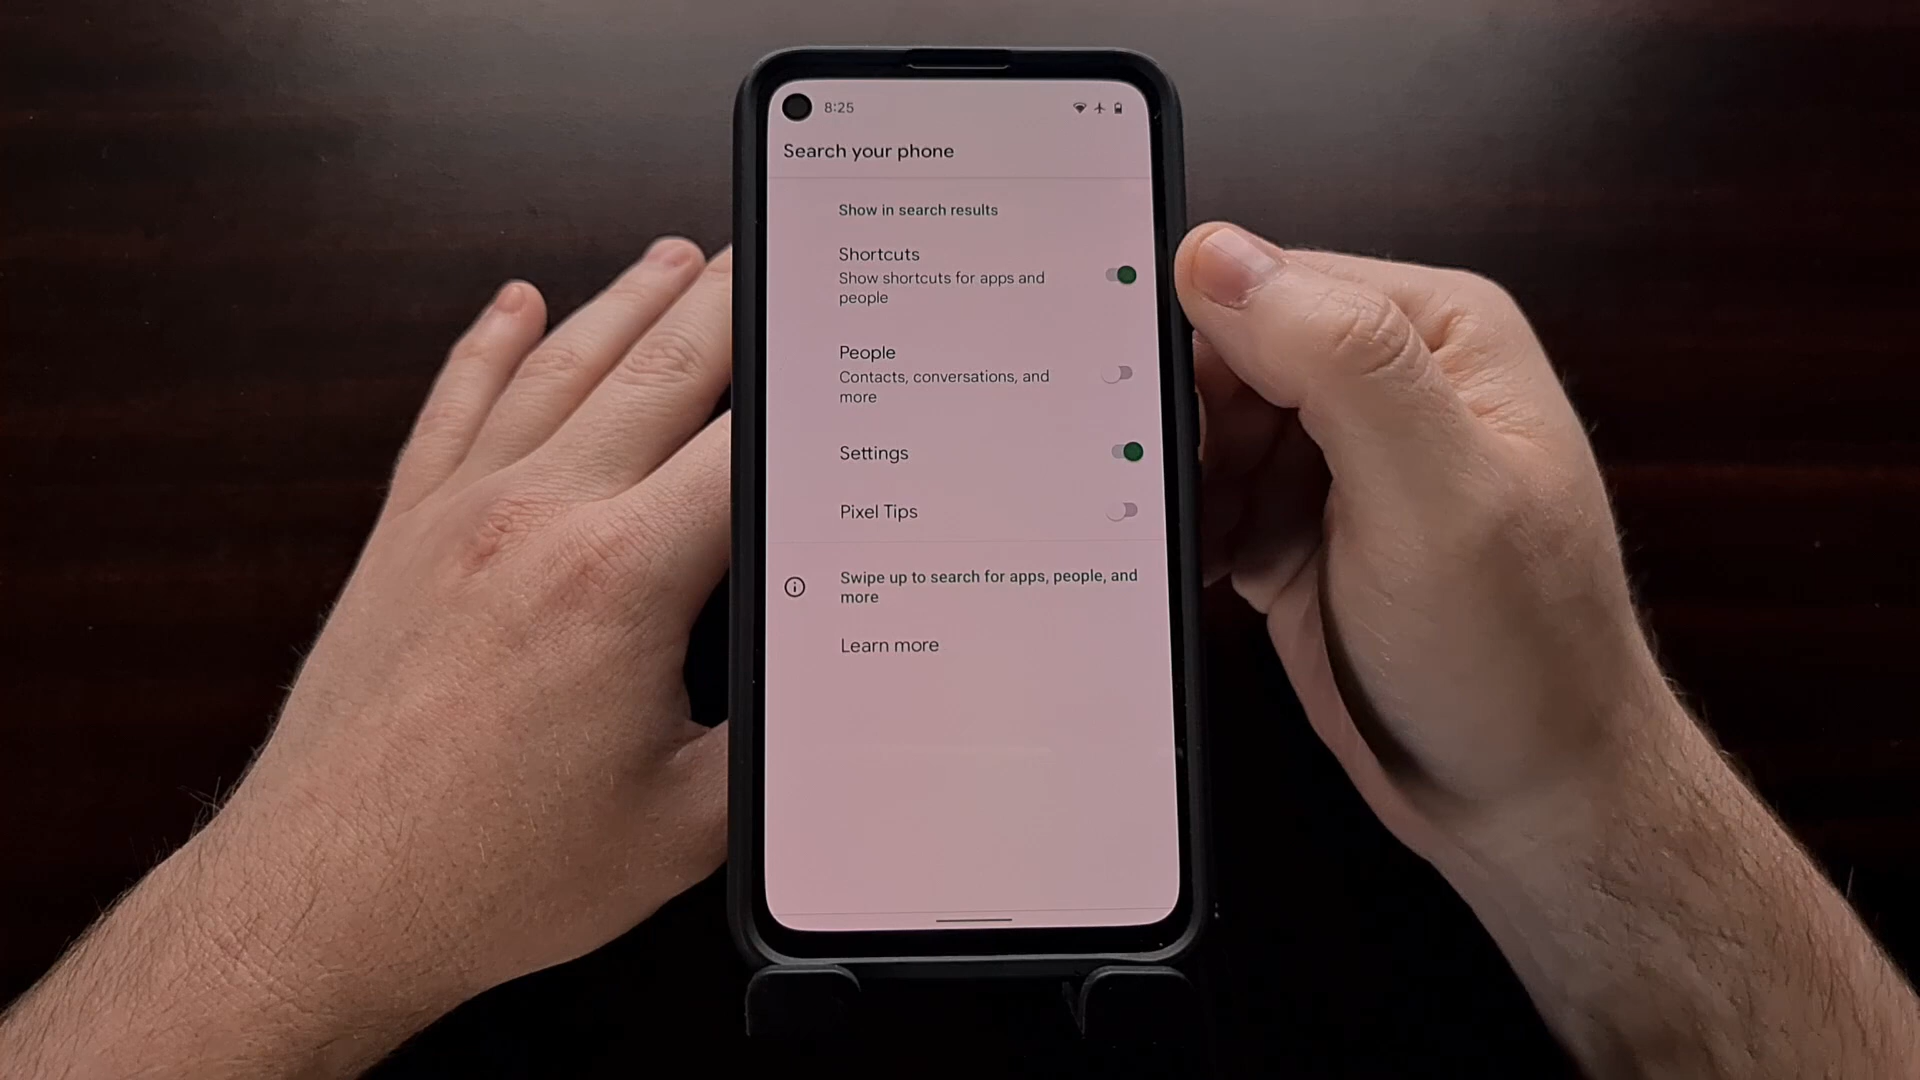 8:25
Search your phone
Show in search results
Shortcuts
Show shortcuts for apps and
people
People
Contacts, conversations, and
more
Settings
Pixel Tips
Swipe up to search for apps, people, and
more
Learn more